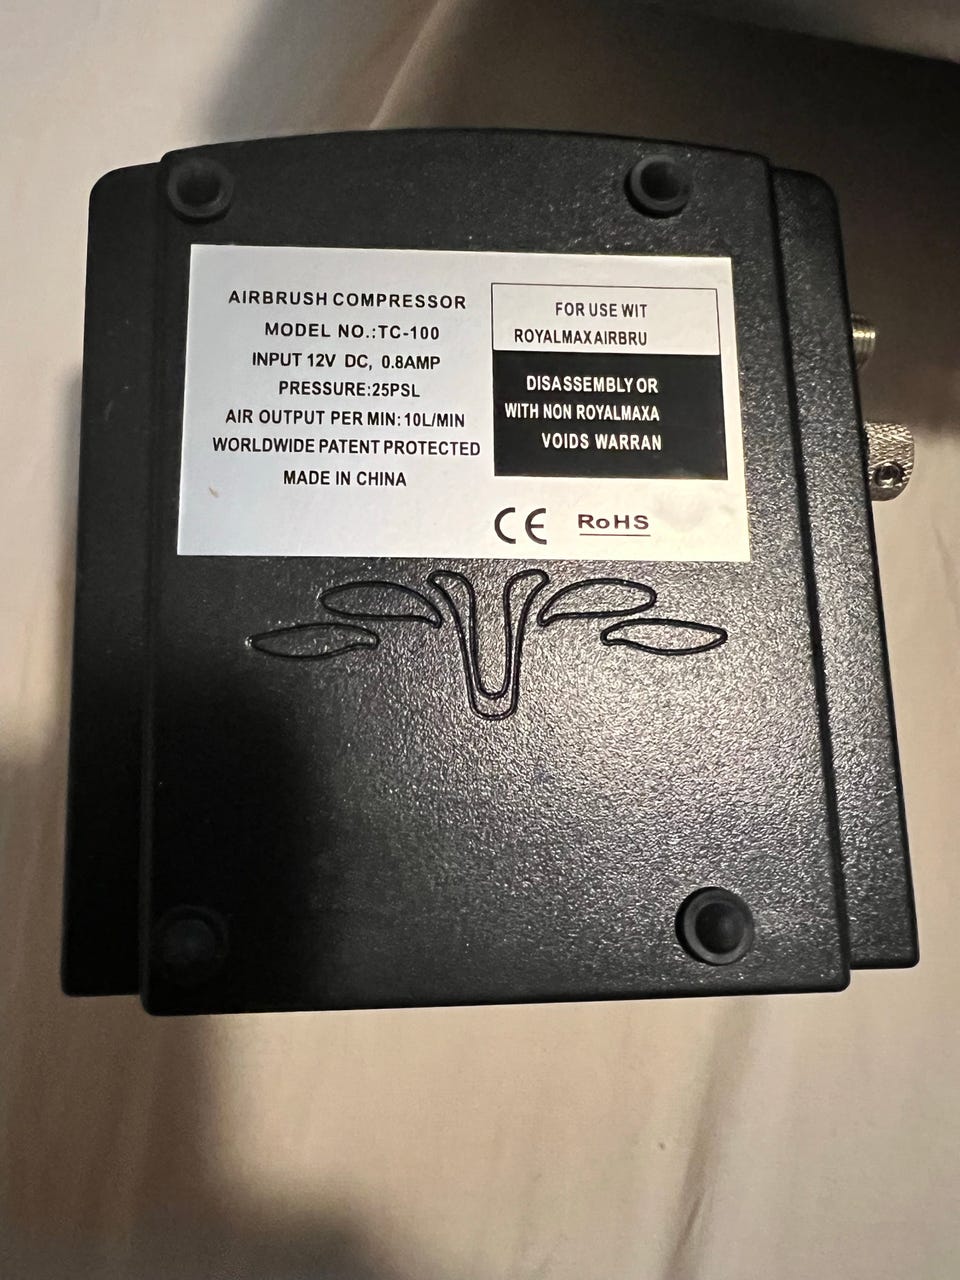 AIRBRUSH COMPRESSOR
MODEL NO.:TC-100
INPUT 12V DC, 0.8AMP
PRESSURE:25PSL
AIR OUTPUT PER MIN:10L/MIN
WORLDWIDE PATENT PROTECTED
MADE IN CHINA
FOR USE WIT
ROYALMAXAIRBRU
DISASSEMBLY OR
WITH NON ROYALMAXA
VOIDS WARRAN
CE RoHS